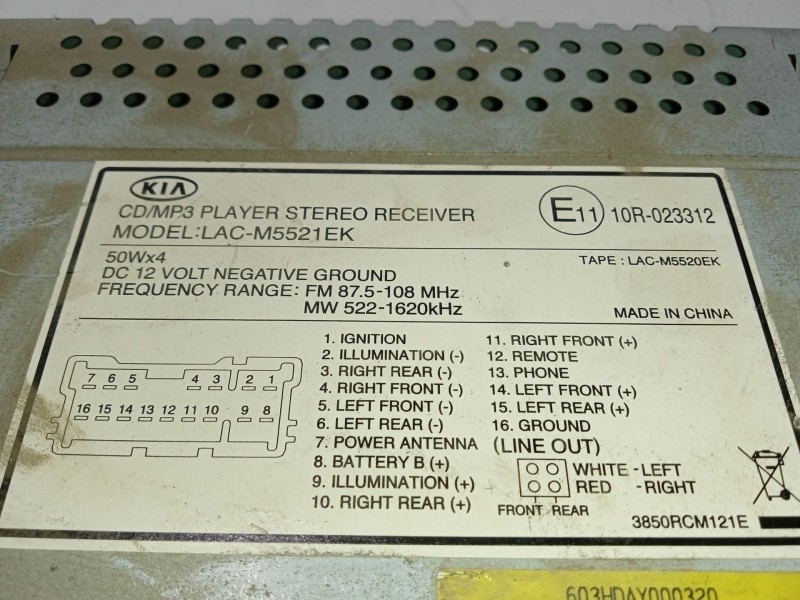 KIA
CD/MP3 PLAYER STEREO RECEIVER
MODEL:LAC-M5521EK
E11 10R-023312
50Wx4
DC 12 VOLT NEGATIVE GROUND
FREQUENCY RANGE: FM 87.5-108 MHz
MW 522-1620kHz
TAPE : LAC-M5520EK
MADE IN CHINA
7 6 5 4 3 2 1
16 15 14 13 12 11 10 9 8
1. IGNITION
2. ILLUMINATION (-)
3. RIGHT REAR (-)
4. RIGHT FRONT (-)
5. LEFT FRONT (-)
6. LEFT REAR (-)
7. POWER ANTENNA
8. BATTERY B (+)
9. ILLUMINATION (+)
10. RIGHT REAR (+)
11. RIGHT FRONT (+)
12. REMOTE
13. PHONE
14. LEFT FRONT (+)
15. LEFT REAR (+)
16. GROUND
(LINE OUT)
WHITE -LEFT
RED -RIGHT
FRONT REAR
3850RCM121E
603HDAY000320